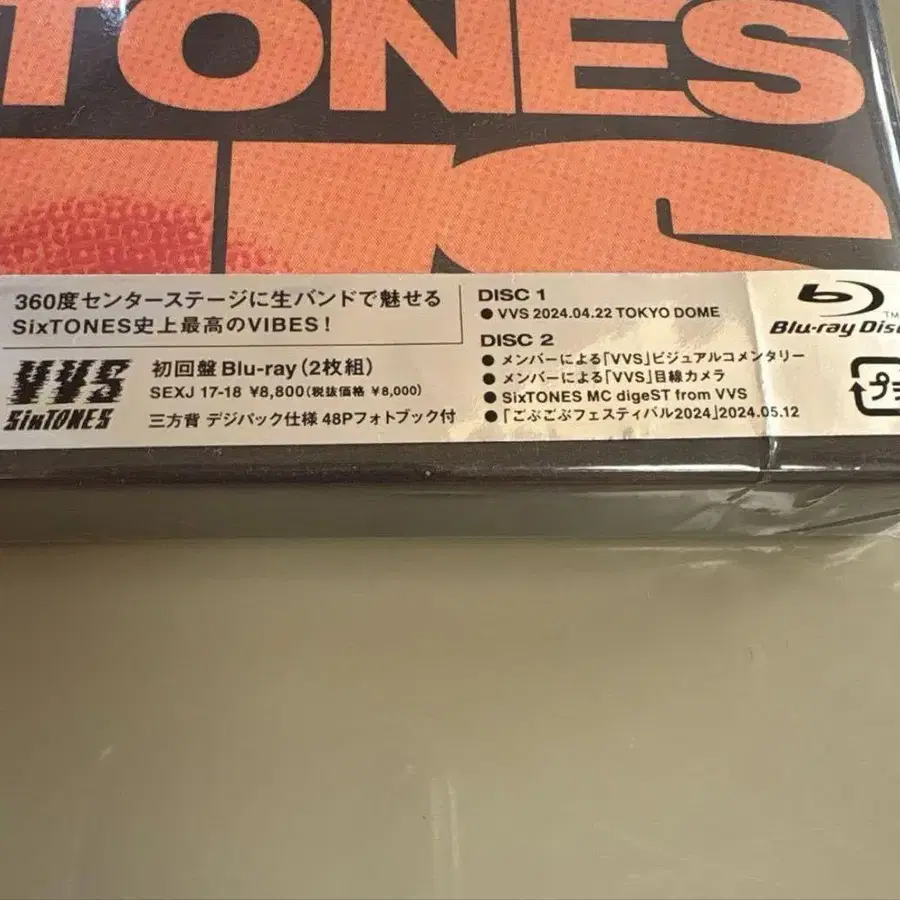 TONES
360度センターステージに生バンドで魅せる
SixTONES史上最高のVIBES！
VVS
SixTONES
初回盤Blu-ray（2枚組）
SEXJ 17-18 ¥8,800（税抜価格 ¥8,000）
三方背 デジパック仕様 48Pフォトブック付
DISC 1
● VVS 2024.04.22 TOKYO DOME
DISC 2
● メンバーによる「VVS」ビジュアルコメンタリー
● メンバーによる「VVS」目線カメラ
● SixTONES MC digeST from VVS
● 「ごぶごぶフェスティバル2024」2024.05.12
Blu-ray Disc
TM
プラ